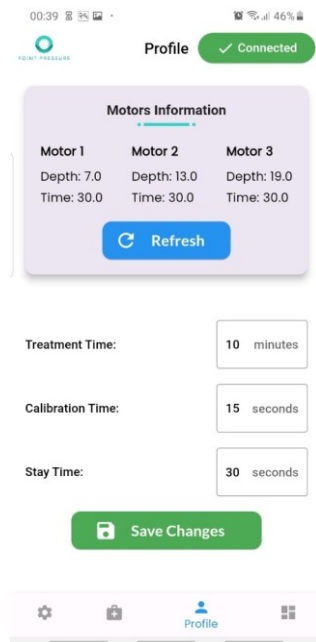 00:39
46%
POINT PRESSURE
Profile
Connected
Motors Information
Motor 1 Motor 2 Motor 3
Depth: 7.0 Depth: 13.0 Depth: 19.0
Time: 30.0 Time: 30.0 Time: 30.0
Refresh
Treatment Time: 10 minutes
Calibration Time: 15 seconds
Stay Time: 30 seconds
Save Changes
Profile